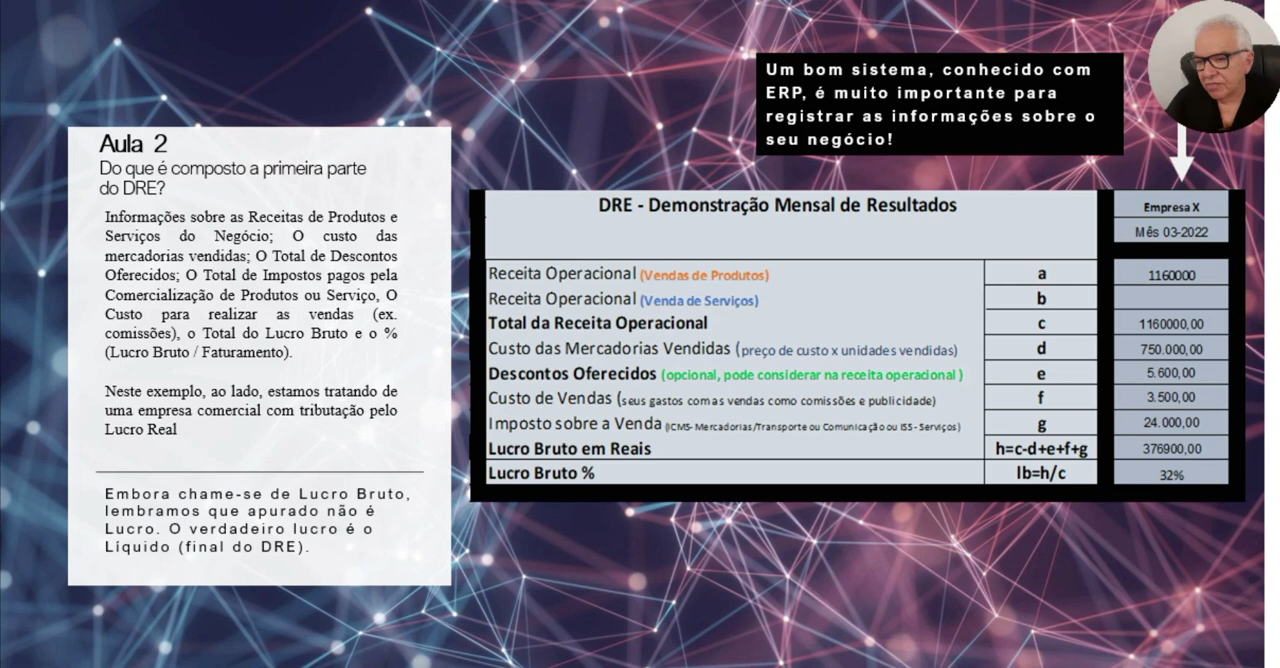 Um bom sistema, conhecido com
ERP, é muito importante para
registrar as informações sobre o
seu negócio!
Aula 2
Do que é composto a primeira parte
do DRE?
Informações sobre as Receitas de Produtos e
Serviços do Negócio; O custo das
mercadorias vendidas; O Total de Descontos
Oferecidos; O Total de Impostos pagos pela
Comercialização de Produtos ou Serviço, O
Custo para realizar as vendas (ex.
comissões), o Total do Lucro Bruto e o %
(Lucro Bruto / Faturamento).
Neste exemplo, ao lado, estamos tratando de
uma empresa comercial com tributação pelo
Lucro Real
Embora chame-se de Lucro Bruto,
lembramos que apurado não é
Lucro. O verdadeiro lucro é o
Líquido (final do DRE).
DRE - Demonstração Mensal de Resultados
Empresa X
Mês 03-2022
Receita Operacional (Vendas de Produtos) a 1160000
Receita Operacional (Venda de Serviços) b
Total da Receita Operacional c 1160000,00
Custo das Mercadorias Vendidas (preço de custo x unidades vendidas) d 750.000,00
Descontos Oferecidos (opcional, pode considerar na receita operacional ) e 5.600,00
Custo de Vendas (seus gastos com as vendas como comissões e publicidade) f 3.500,00
Imposto sobre a Venda (ICMS- Mercadorias/Transporte ou Comunicação ou ISS - Serviços) g 24.000,00
Lucro Bruto em Reais h=c-d+e+f+g 376900,00
Lucro Bruto % lb=h/c 32%